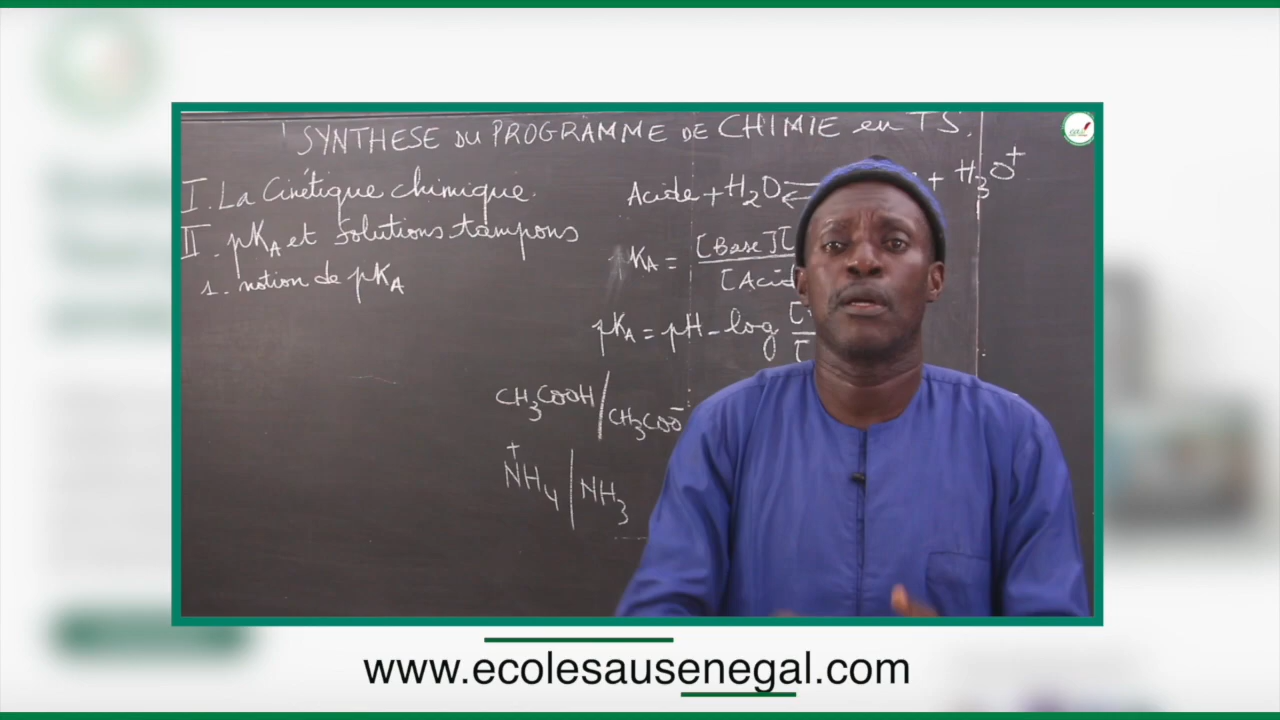 SYNTHESE DU PROGRAMME DE CHIMIE en TS.
I. La Cinétique chimique.
II. pKA et solutions tampons
1. notion de pKA
Acide + H2O ⇌ + H3O+
KA = [Base][
[Acid
pKA = pH - log [
[
CH3COOH / CH3COO-
NH4+ / NH3
www.ecolesausenegal.com